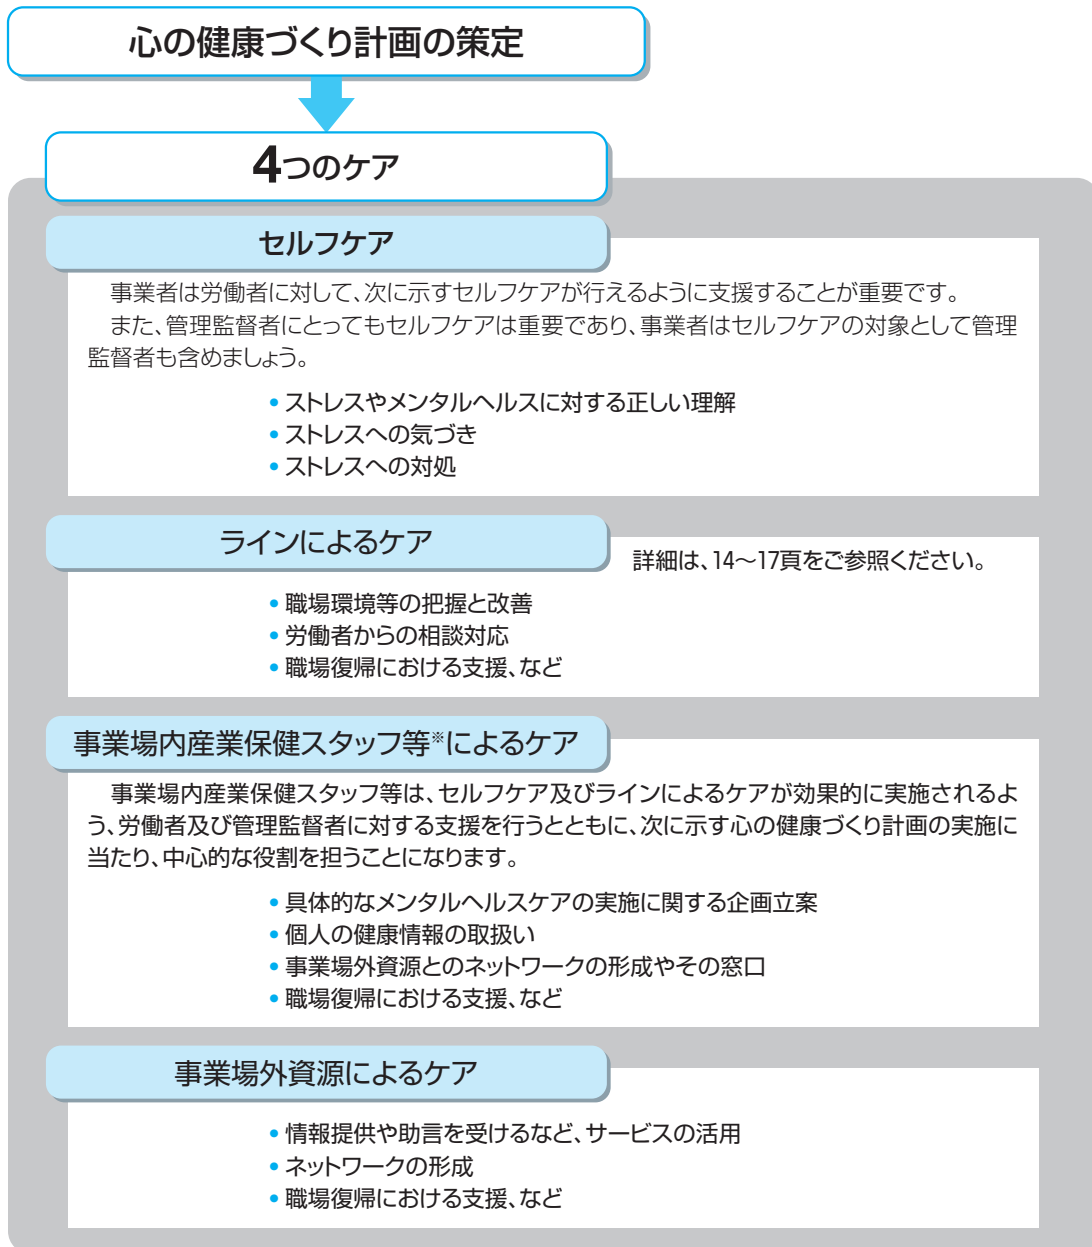 心の健康づくり計画の策定
4つのケア
セルフケア
事業者は労働者に対して、次に示すセルフケアが行えるように支援することが重要です。
また、管理監督者にとってもセルフケアは重要であり、事業者はセルフケアの対象として管理
監督者も含めましょう。
• ストレスやメンタルヘルスに対する正しい理解
• ストレスへの気づき
• ストレスへの対処
ラインによるケア
詳細は、14〜17頁をご参照ください。
• 職場環境等の把握と改善
• 労働者からの相談対応
• 職場復帰における支援、など
事業場内産業保健スタッフ等※によるケア
事業場内産業保健スタッフ等は、セルフケア及びラインによるケアが効果的に実施されるよ
う、労働者及び管理監督者に対する支援を行うとともに、次に示す心の健康づくり計画の実施に
当たり、中心的な役割を担うことになります。
• 具体的なメンタルヘルスケアの実施に関する企画立案
• 個人の健康情報の取扱い
• 事業場外資源とのネットワークの形成やその窓口
• 職場復帰における支援、など
事業場外資源によるケア
• 情報提供や助言を受けるなど、サービスの活用
• ネットワークの形成
• 職場復帰における支援、など